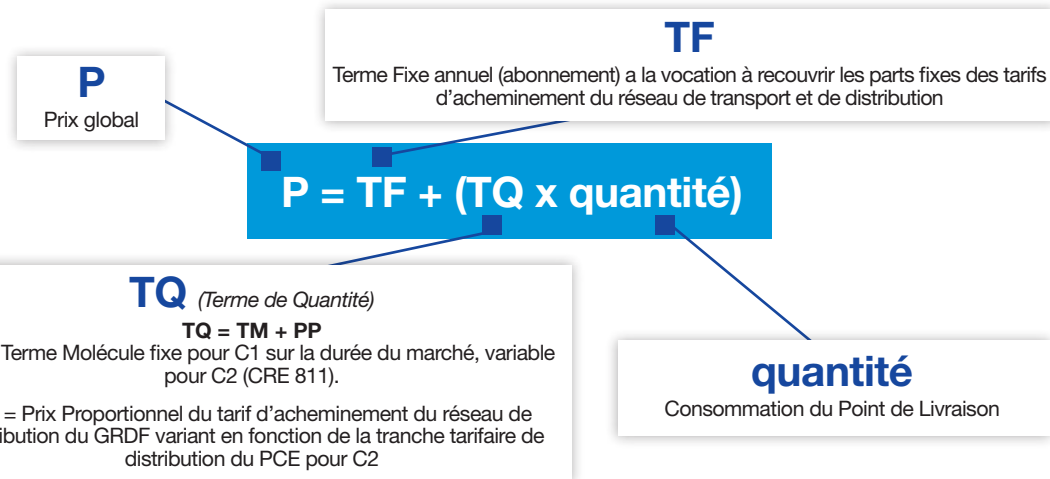 P
Prix global
TF
Terme Fixe annuel (abonnement) a la vocation à recouvrir les parts fixes des tarifs
d'acheminement du réseau de transport et de distribution
P = TF + (TQ x quantité)
TQ (Terme de Quantité)
TQ = TM + PP
Terme Molécule fixe pour C1 sur la durée du marché, variable
pour C2 (CRE 811).
= Prix Proportionnel du tarif d'acheminement du réseau de
ibution du GRDF variant en fonction de la tranche tarifaire de
distribution du PCE pour C2
quantité
Consommation du Point de Livraison